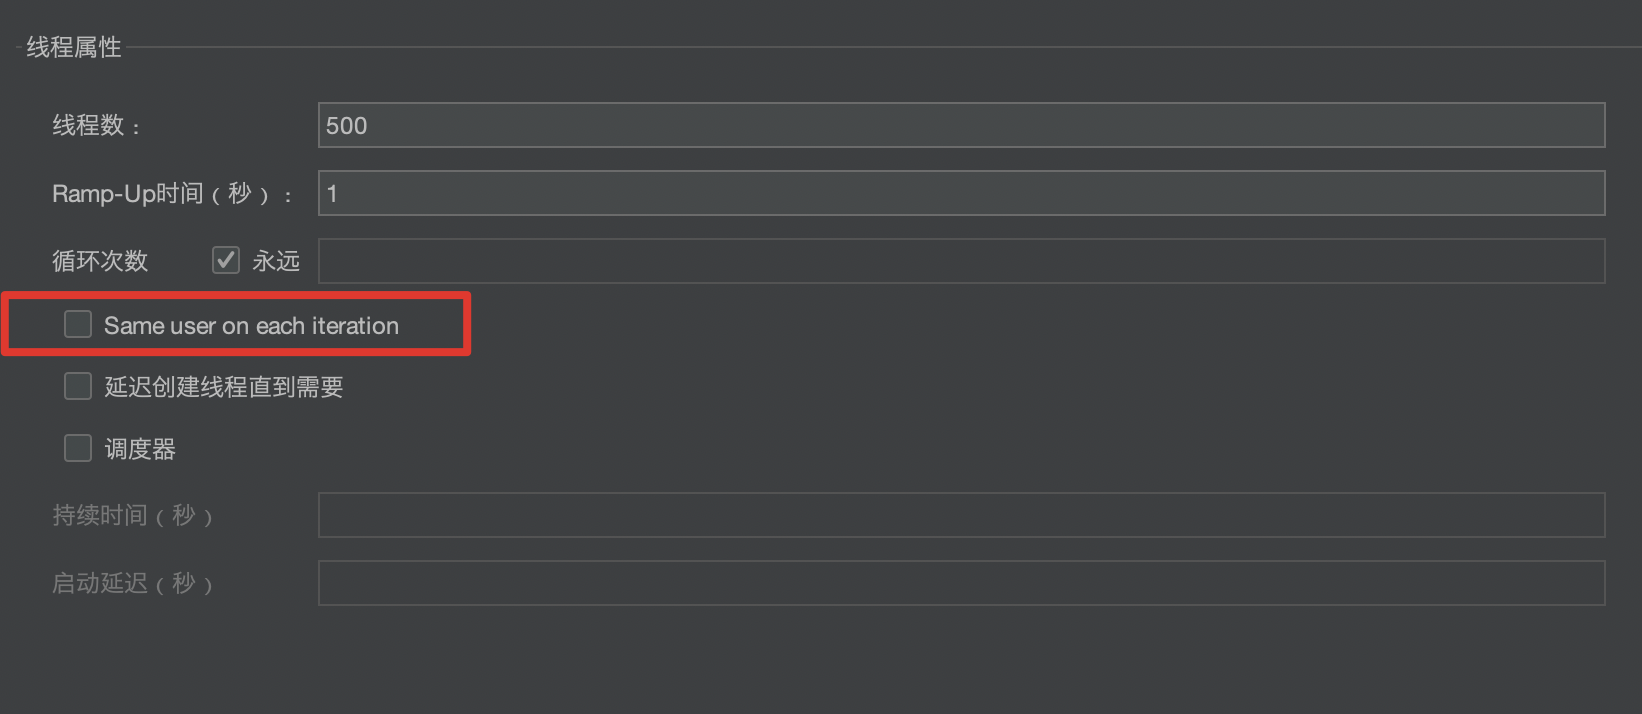 线程属性
线程数：
500
Ramp-Up时间（秒）：
1
循环次数 永远
Same user on each iteration
延迟创建线程直到需要
调度器
持续时间（秒）
启动延迟（秒）